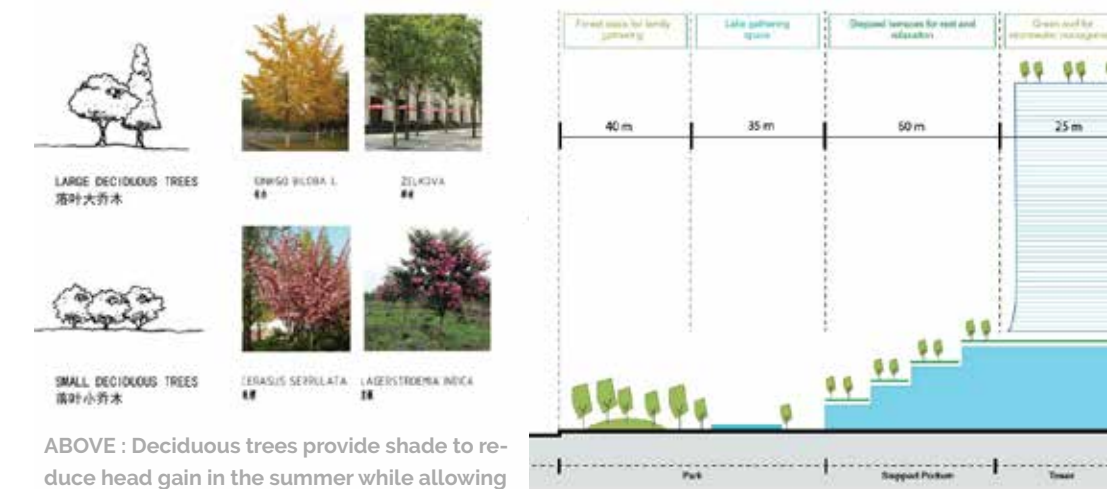 LARGE DECIDUOUS TREES
落叶大乔木
GINKGO BILOBA L
ZELKOVA
SMALL DECIDUOUS TREES
落叶小乔木
CERASUS SERRULATA
LAGERSTROEMIA INDICA
ABOVE : Deciduous trees provide shade to re-
duce head gain in the summer while allowing
Forest oasis for family
gathering
Lake gathering
space
Stepped terraces for rest and
relaxation
Green roof for
40 m
35 m
50 m
25 m
Park
Stepped Podium
Tower